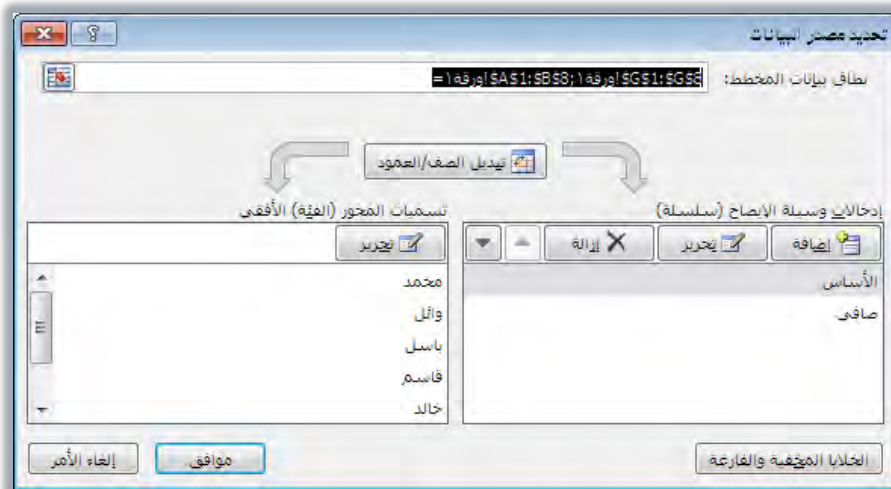 تحديد مصدر البيانات
نطاق بيانات المخطط: =ورقة١!$A$1:$B$8;ورقة١!$G$1:$G$8
تبديل الصف/العمود
إدخالات وسيلة الإيضاح (سلسلة)
إضافة تحرير إزالة
الأساس
صافي
تسميات المحور (الفئة) الأفقي
تحرير
محمد
وائل
باسل
قاسم
خالد
الخلايا المخفية والفارغة
موافق
إلغاء الأمر